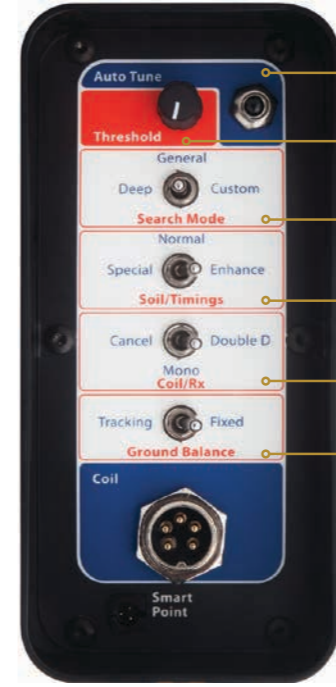 Auto Tune
Threshold
General
Deep Custom
Search Mode
Normal
Special Enhance
Soil/Timings
Cancel Double D
Mono
Coil/Rx
Tracking Fixed
Ground Balance
Coil
Smart
Point